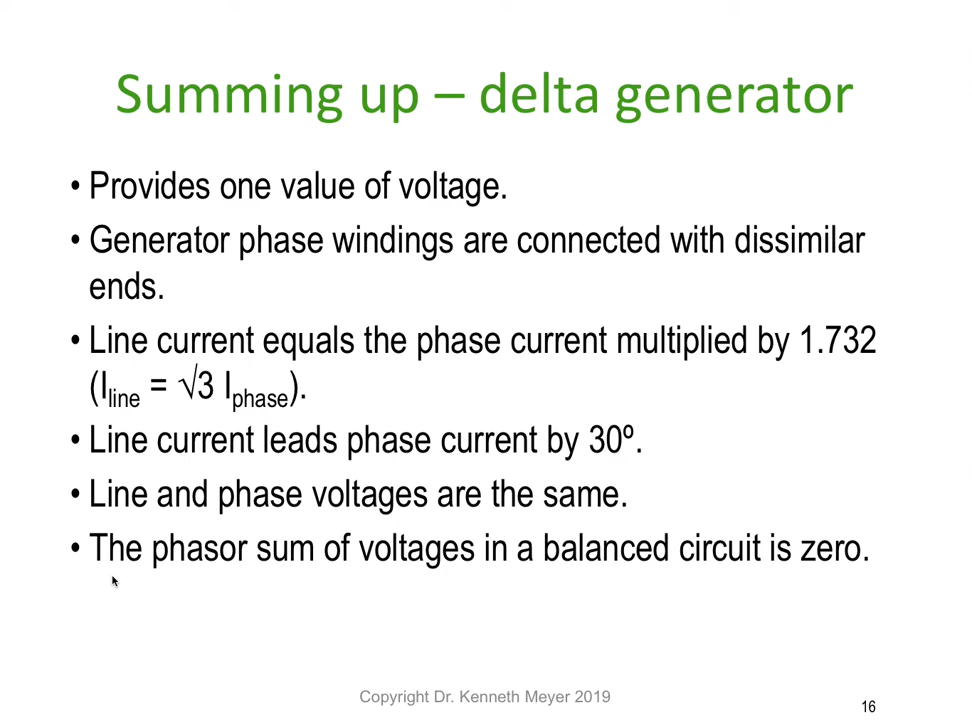 Summing up – delta generator
• Provides one value of voltage.
• Generator phase windings are connected with dissimilar
ends.
• Line current equals the phase current multiplied by 1.732
(Iline = √3 Iphase).
• Line current leads phase current by 30º.
• Line and phase voltages are the same.
• The phasor sum of voltages in a balanced circuit is zero.
Copyright Dr. Kenneth Meyer 2019
16